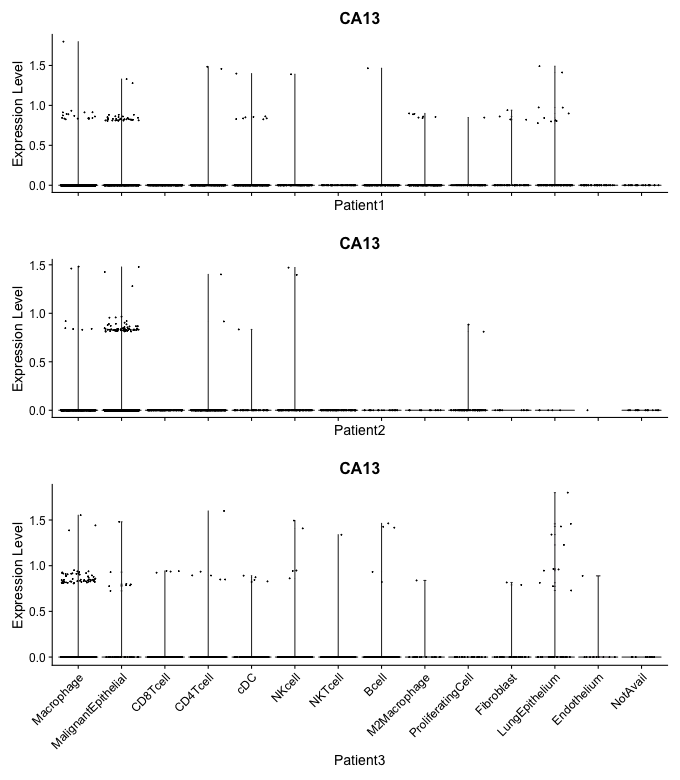 CA13
Expression Level
1.5
1.0
0.5
0.0
Patient1
CA13
Expression Level
1.5
1.0
0.5
0.0
Patient2
CA13
Expression Level
1.5
1.0
0.5
0.0
Macrophage
MalignantEpithelial
CD8Tcell
CD4Tcell
cDC
NKcell
NKTcell
Bcell
M2Macrophage
ProliferatingCell
Fibroblast
LungEpithelium
Endothelium
NotAvail
Patient3